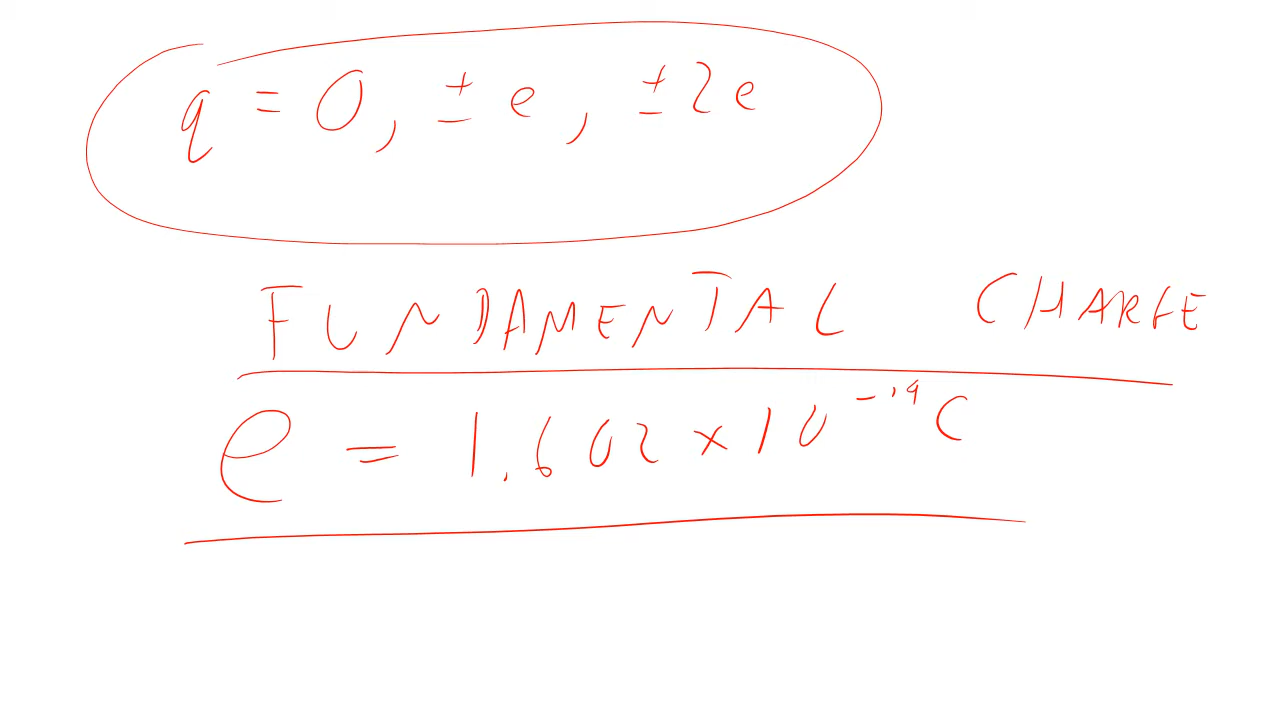 q = 0, ± e, ± 2e
FUNDAMENTAL CHARGE
e = 1.602 × 10⁻¹⁹ C